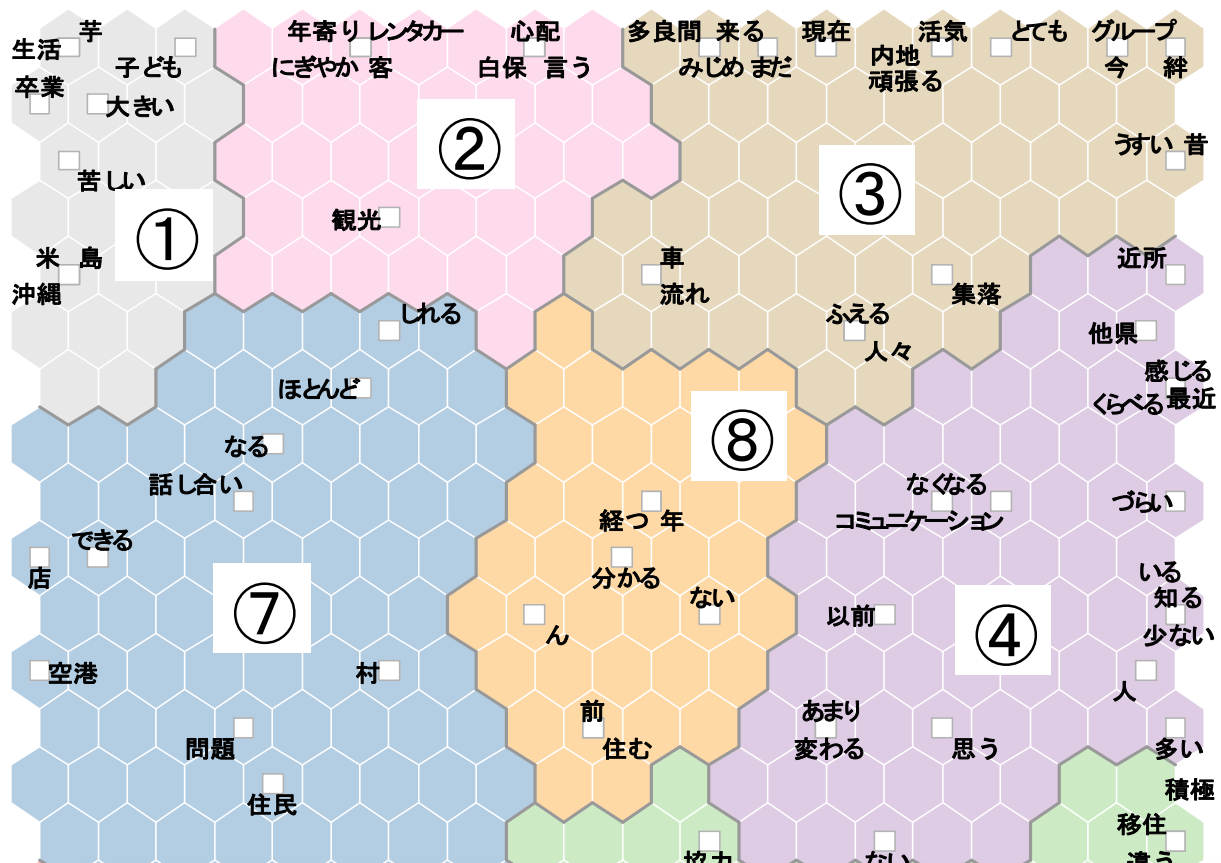 芋
生活
子ども
卒業
大きい
苦しい
①
米 島
沖縄
年寄り レンタカー
心配
にぎやか 客
白保 言う
②
観光
多良間 来る
現在
活気
とても
グループ
みじめ まだ
内地
頑張る
今
絆
うすい 昔
③
車
流れ
集落
ふえる
人々
近所
他県
感じる
くらべる 最近
しれる
ほとんど
なる
話し合い
できる
店
⑦
空港
村
問題
住民
⑧
経つ 年
分かる
ない
ん
前
住む
なくなる
コミュニケーション
づらい
いる
知る
少ない
以前
④
人
あまり
変わる
思う
多い
積極
移住
違う
協力
ない